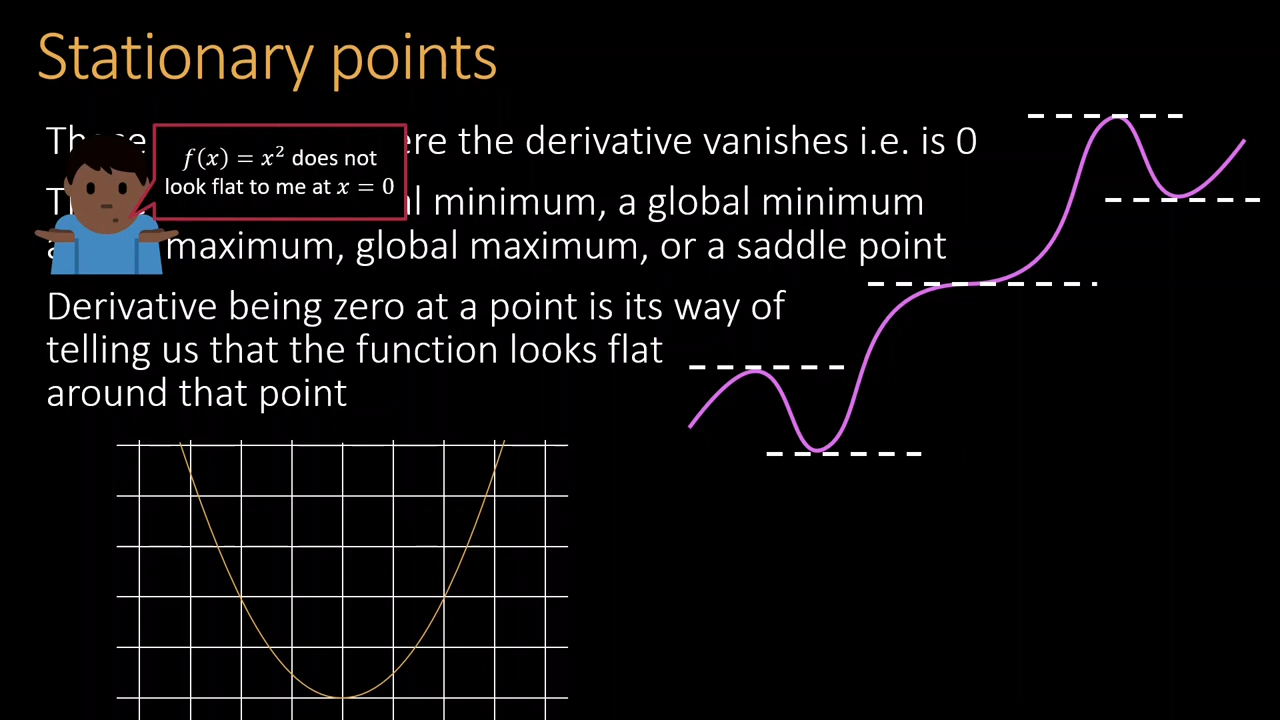 Stationary points
ere the derivative vanishes i.e. is 0
f(x) = x² does not
look flat to me at x = 0
minimum, a global minimum
maximum, global maximum, or a saddle point
Derivative being zero at a point is its way of
telling us that the function looks flat
around that point